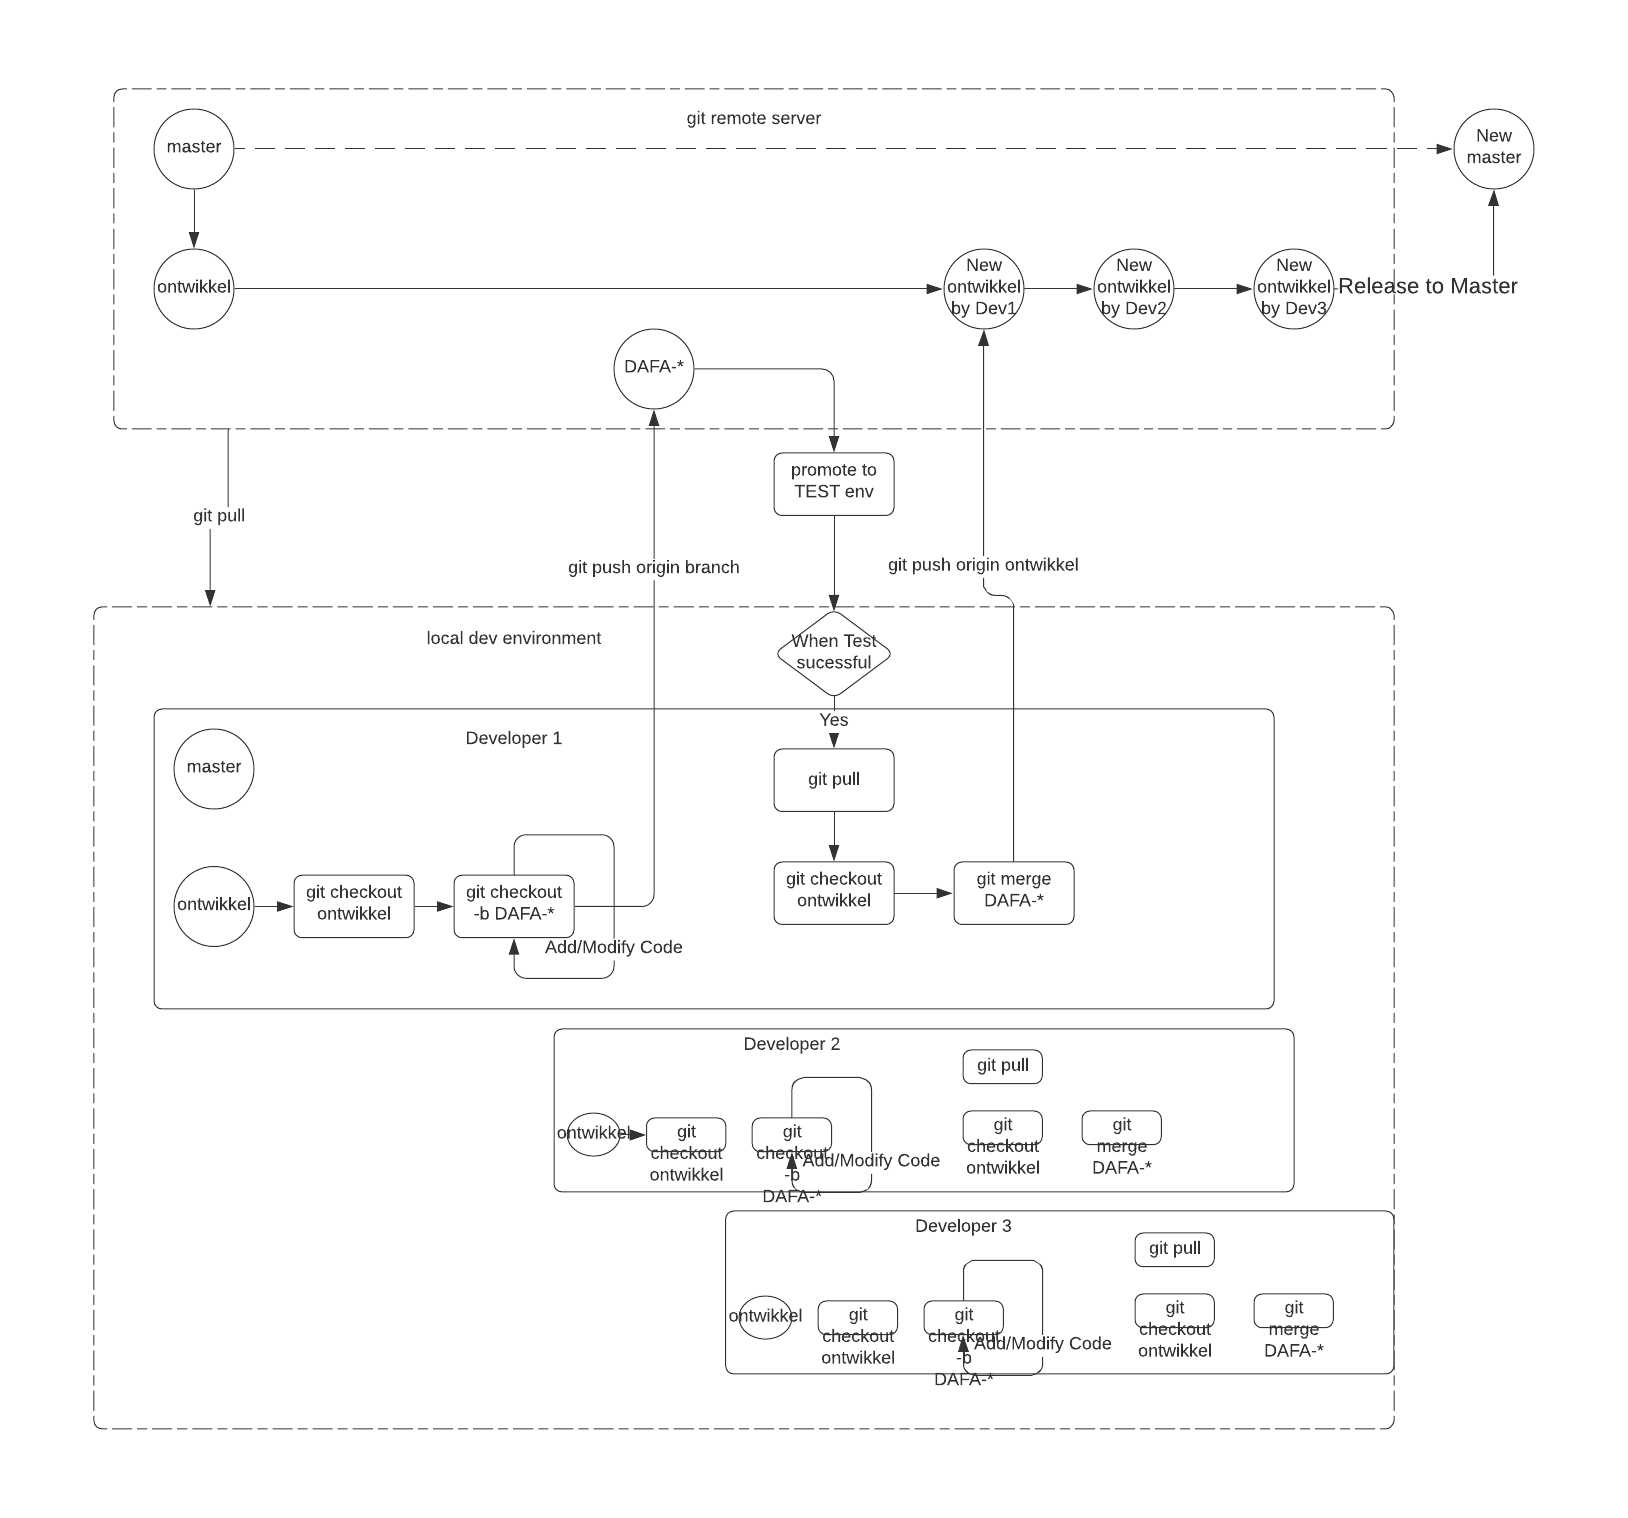 git remote server
master
New
master
ontwikkel
New
ontwikkel
by Dev1
New
ontwikkel
by Dev2
New
ontwikkel
by Dev3
Release to Master
DAFA-*
promote to
TEST env
git pull
git push origin branch
git push origin ontwikkel
local dev environment
When Test
sucessful
Yes
Developer 1
master
git pull
ontwikkel
git checkout
ontwikkel
git checkout
-b DAFA-*
Add/Modify Code
git checkout
ontwikkel
git merge
DAFA-*
Developer 2
git pull
ontwikkel
git
checkout
ontwikkel
git
checkout
-b
DAFA-*
Add/Modify Code
git
checkout
ontwikkel
git
merge
DAFA-*
Developer 3
git pull
ontwikkel
git
checkout
ontwikkel
git
checkout
-b
DAFA-*
Add/Modify Code
git
checkout
ontwikkel
git
merge
DAFA-*